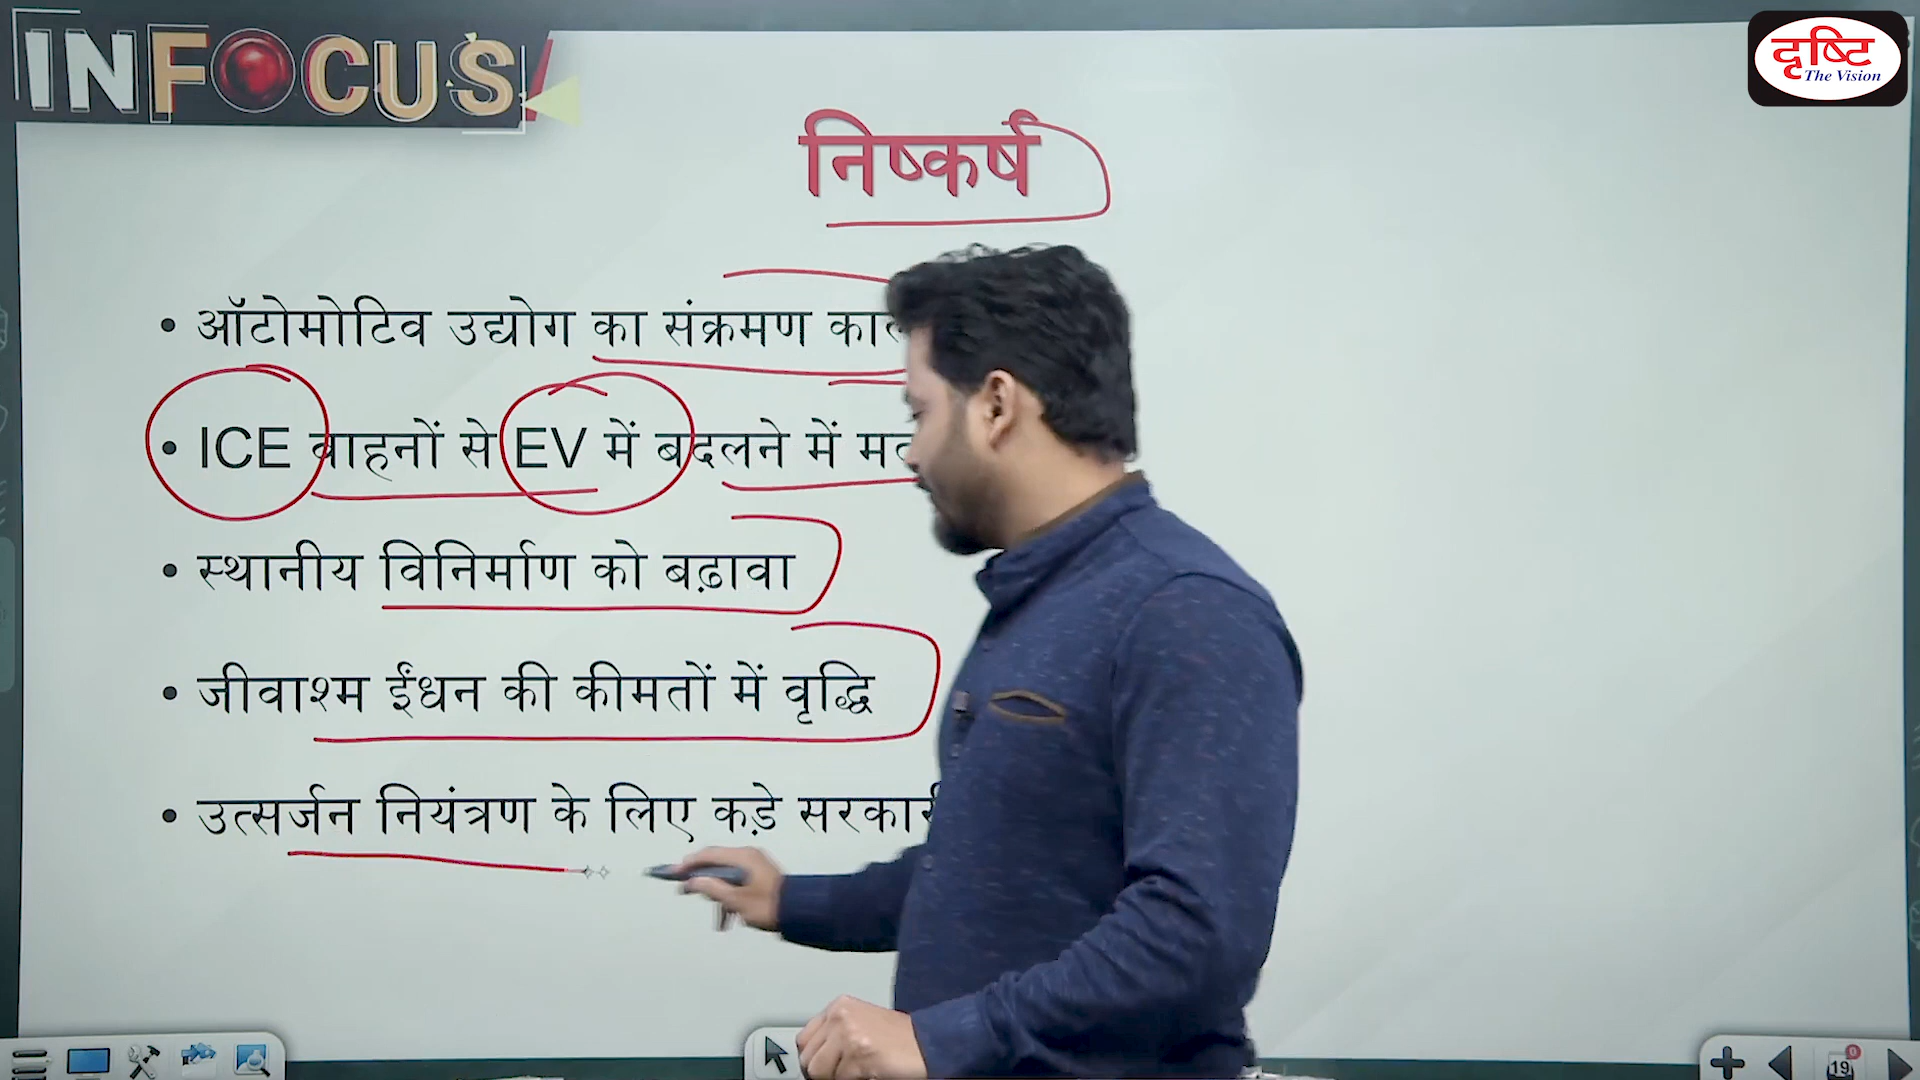 INFOCUS
दृष्टि
The Vision
निष्कर्ष
• ऑटोमोटिव उद्योग का संक्रमण
• ICE वाहनों से EV में बदलने में
• स्थानीय विनिर्माण को बढ़ावा
• जीवाश्म ईंधन की कीमतों में वृद्धि
• उत्सर्जन नियंत्रण के लिए कड़े
19
0